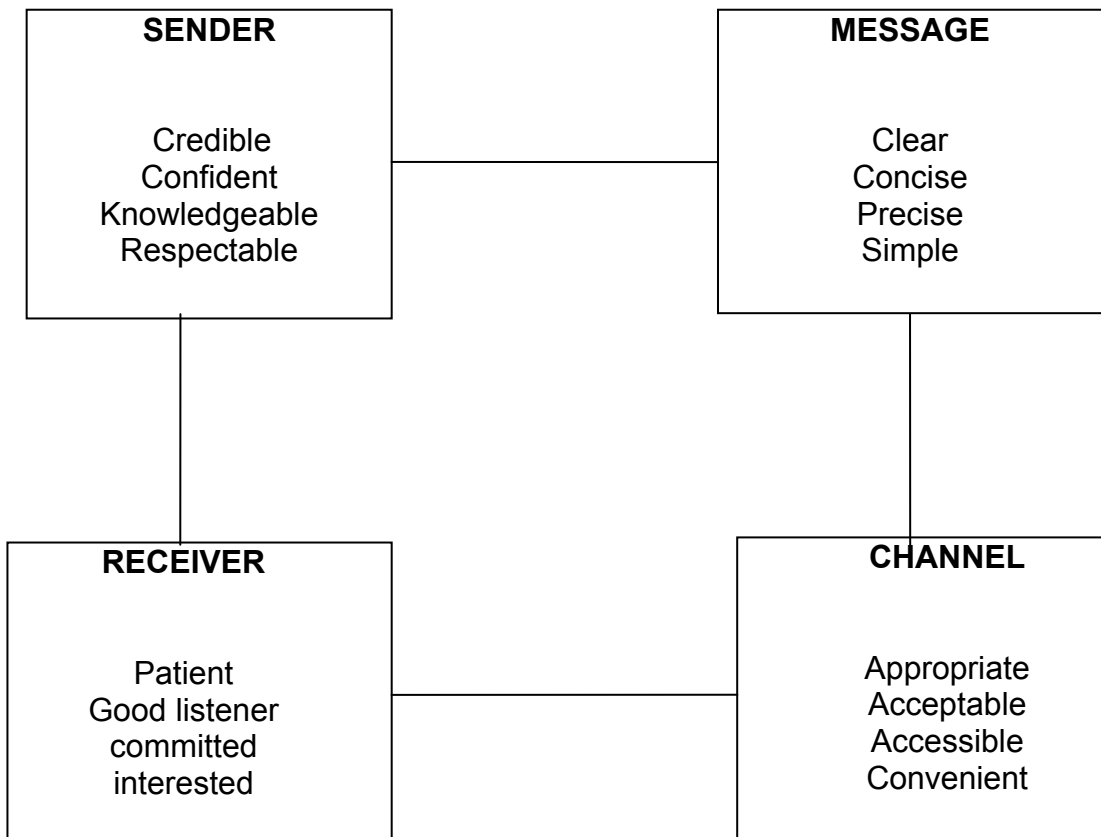 SENDER
Credible
Confident
Knowledgeable
Respectable
MESSAGE
Clear
Concise
Precise
Simple
RECEIVER
Patient
Good listener
committed
interested
CHANNEL
Appropriate
Acceptable
Accessible
Convenient